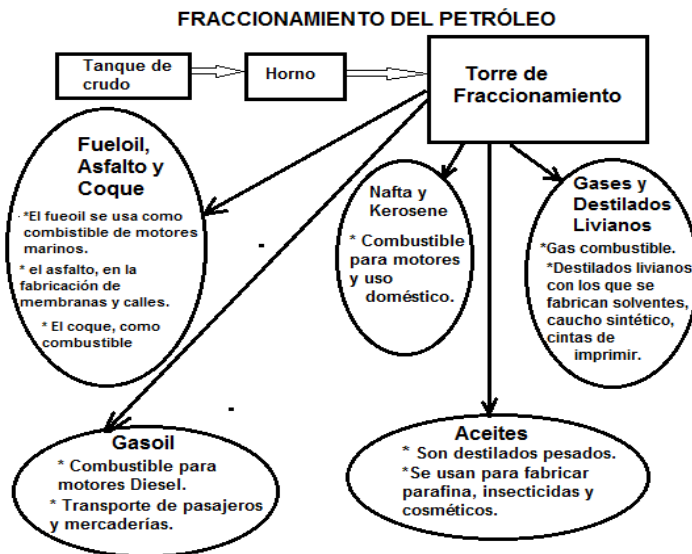 FRACCIONAMIENTO DEL PETRÓLEO
Tanque de
crudo
Horno
Torre de
Fraccionamiento
Fueloil,
Asfalto y
Coque
*El fueoil se usa como
combistible de motores
marinos.
* el asfalto, en la
fabricación de
membranas y calles.
* El coque, como
combustible
Nafta y
Kerosene
* Combustible
para motores
y uso
doméstico.
Gases y
Destilados
Livianos
*Gas combustible.
*Destilados livianos
con los que se
fabrican solventes,
caucho sintético,
cintas de
imprimir.
Gasoil
* Combustible para
motores Diesel.
* Transporte de pasajeros
y mercaderías.
Aceites
* Son destilados pesados.
*Se usan para fabricar
parafina, insecticidas y
cosméticos.